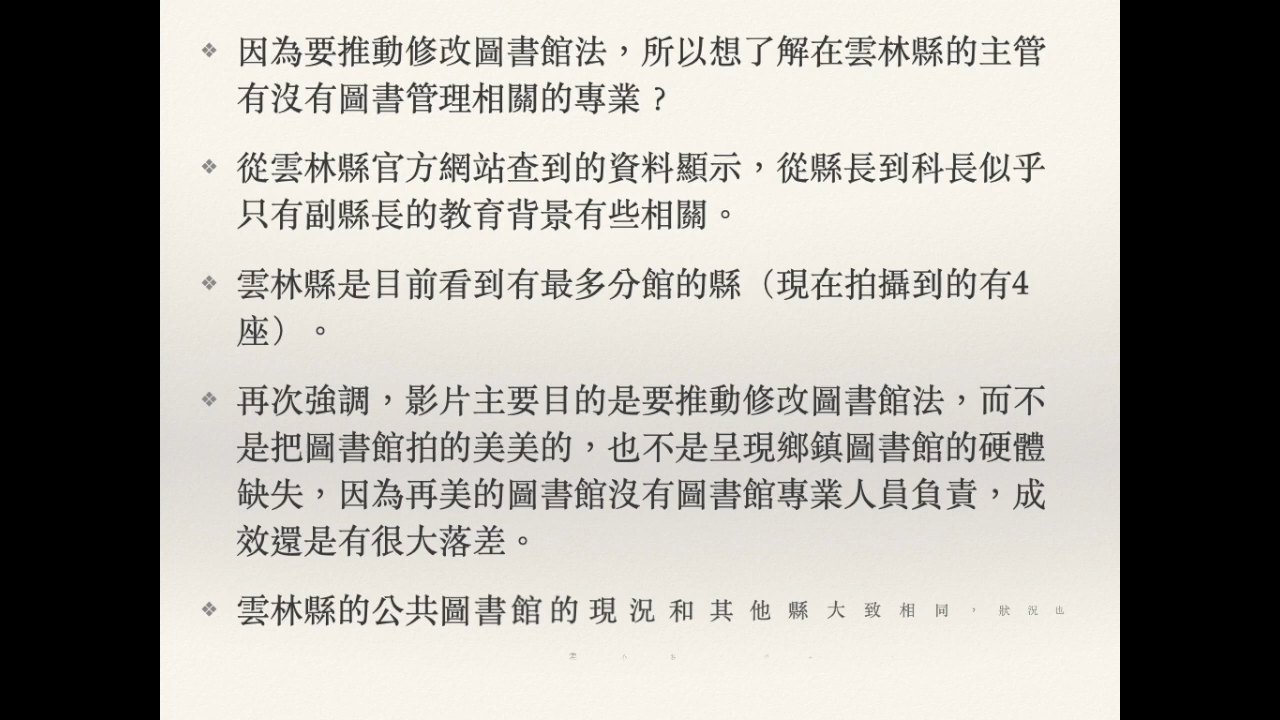 因為要推動修改圖書館法，所以想了解在雲林縣的主管
有沒有圖書管理相關的專業？
從雲林縣官方網站查到的資料顯示，從縣長到科長似乎
只有副縣長的教育背景有些相關。
雲林縣是目前看到有最多分館的縣（現在拍攝到的有4
座）。
再次強調，影片主要目的是要推動修改圖書館法，而不
是把圖書館拍的美美的，也不是呈現鄉鎮圖書館的硬體
缺失，因為再美的圖書館沒有圖書館專業人員負責，成
效還是有很大落差。
雲林縣的公共圖書館的現況和其他縣大致相同，狀況也